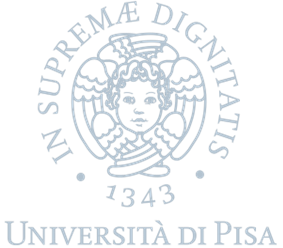 IN SUPREMÆ DIGNITATIS
1343
UNIVERSITÀ DI PISA